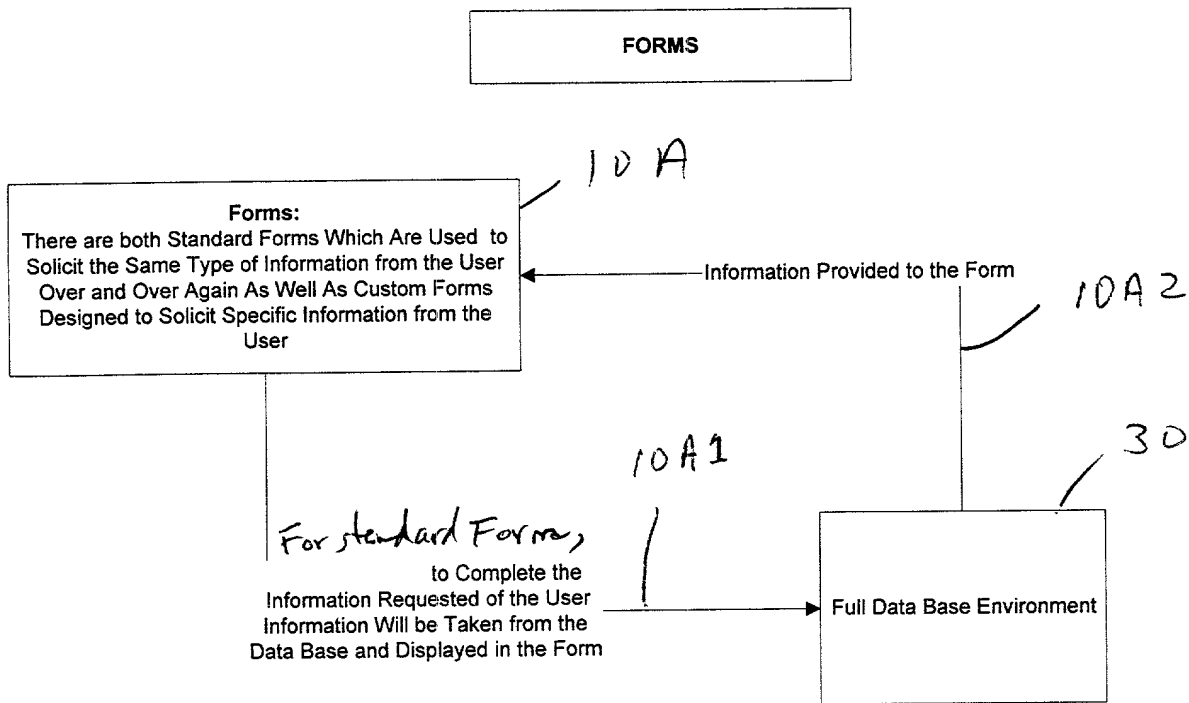 FORMS
10A
Forms:
There are both Standard Forms Which Are Used to
Solicit the Same Type of Information from the User
Over and Over Again As Well As Custom Forms
Designed to Solicit Specific Information from the
User
Information Provided to the Form
10A2
10A1
30
For standard Forms,
to Complete the
Information Requested of the User
Information Will be Taken from the
Data Base and Displayed in the Form
Full Data Base Environment